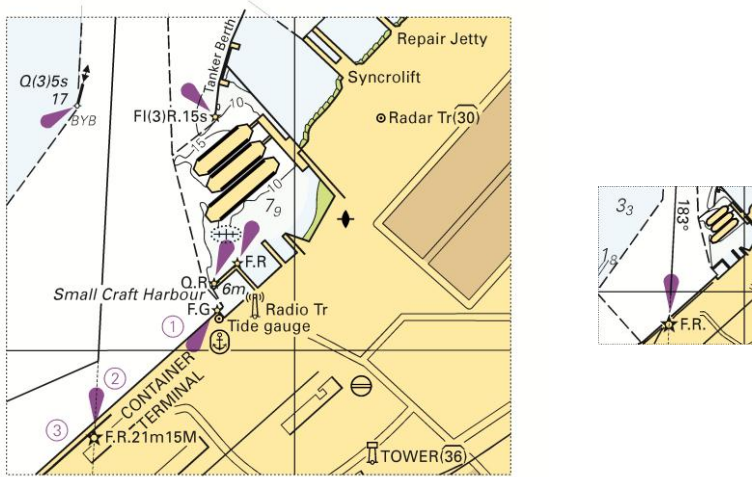 Tanker Berth
Repair Jetty
Q(3)5s
17
BYB
Syncrolift
Fl(3)R.15s
10
15
Radar Tr(30)
10
7₉
F.R
Q.R
6m
Small Craft Harbour
F.G
Radio Tr
Tide gauge
1
CONTAINER
TERMINAL
2
3
F.R.21m15M
TOWER(36)
3₃
183°
1₈
F.R.